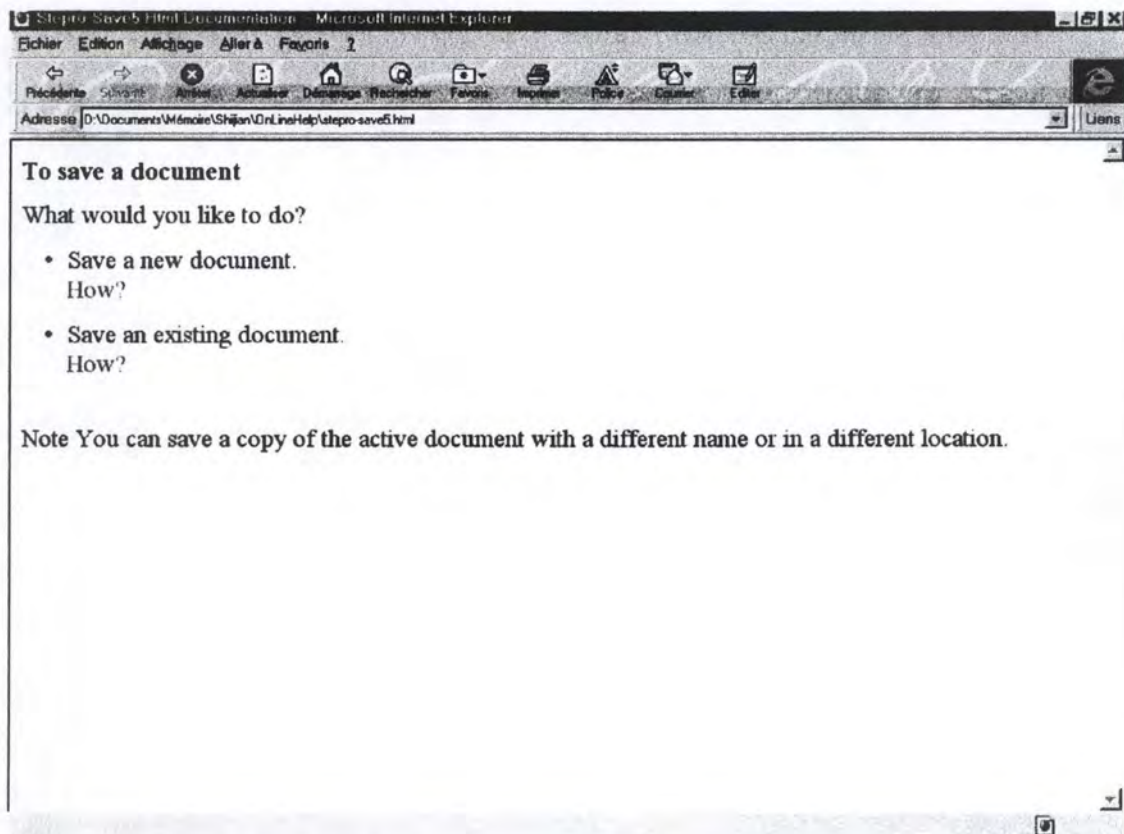 Stepro-Save5 Html Documentation - Microsoft Internet Explorer
Fichier Edition Affichage Aller à Favoris ?
Précédente Suivante Arrêter Actualiser Démarrage Rechercher Favoris Imprimer Police Courrier Editer
Adresse D:\Documents\Mémoire\Shijian\OnLineHelp\stepro-save5.html Liens
To save a document
What would you like to do?
• Save a new document.
How?
• Save an existing document.
How?
Note You can save a copy of the active document with a different name or in a different location.